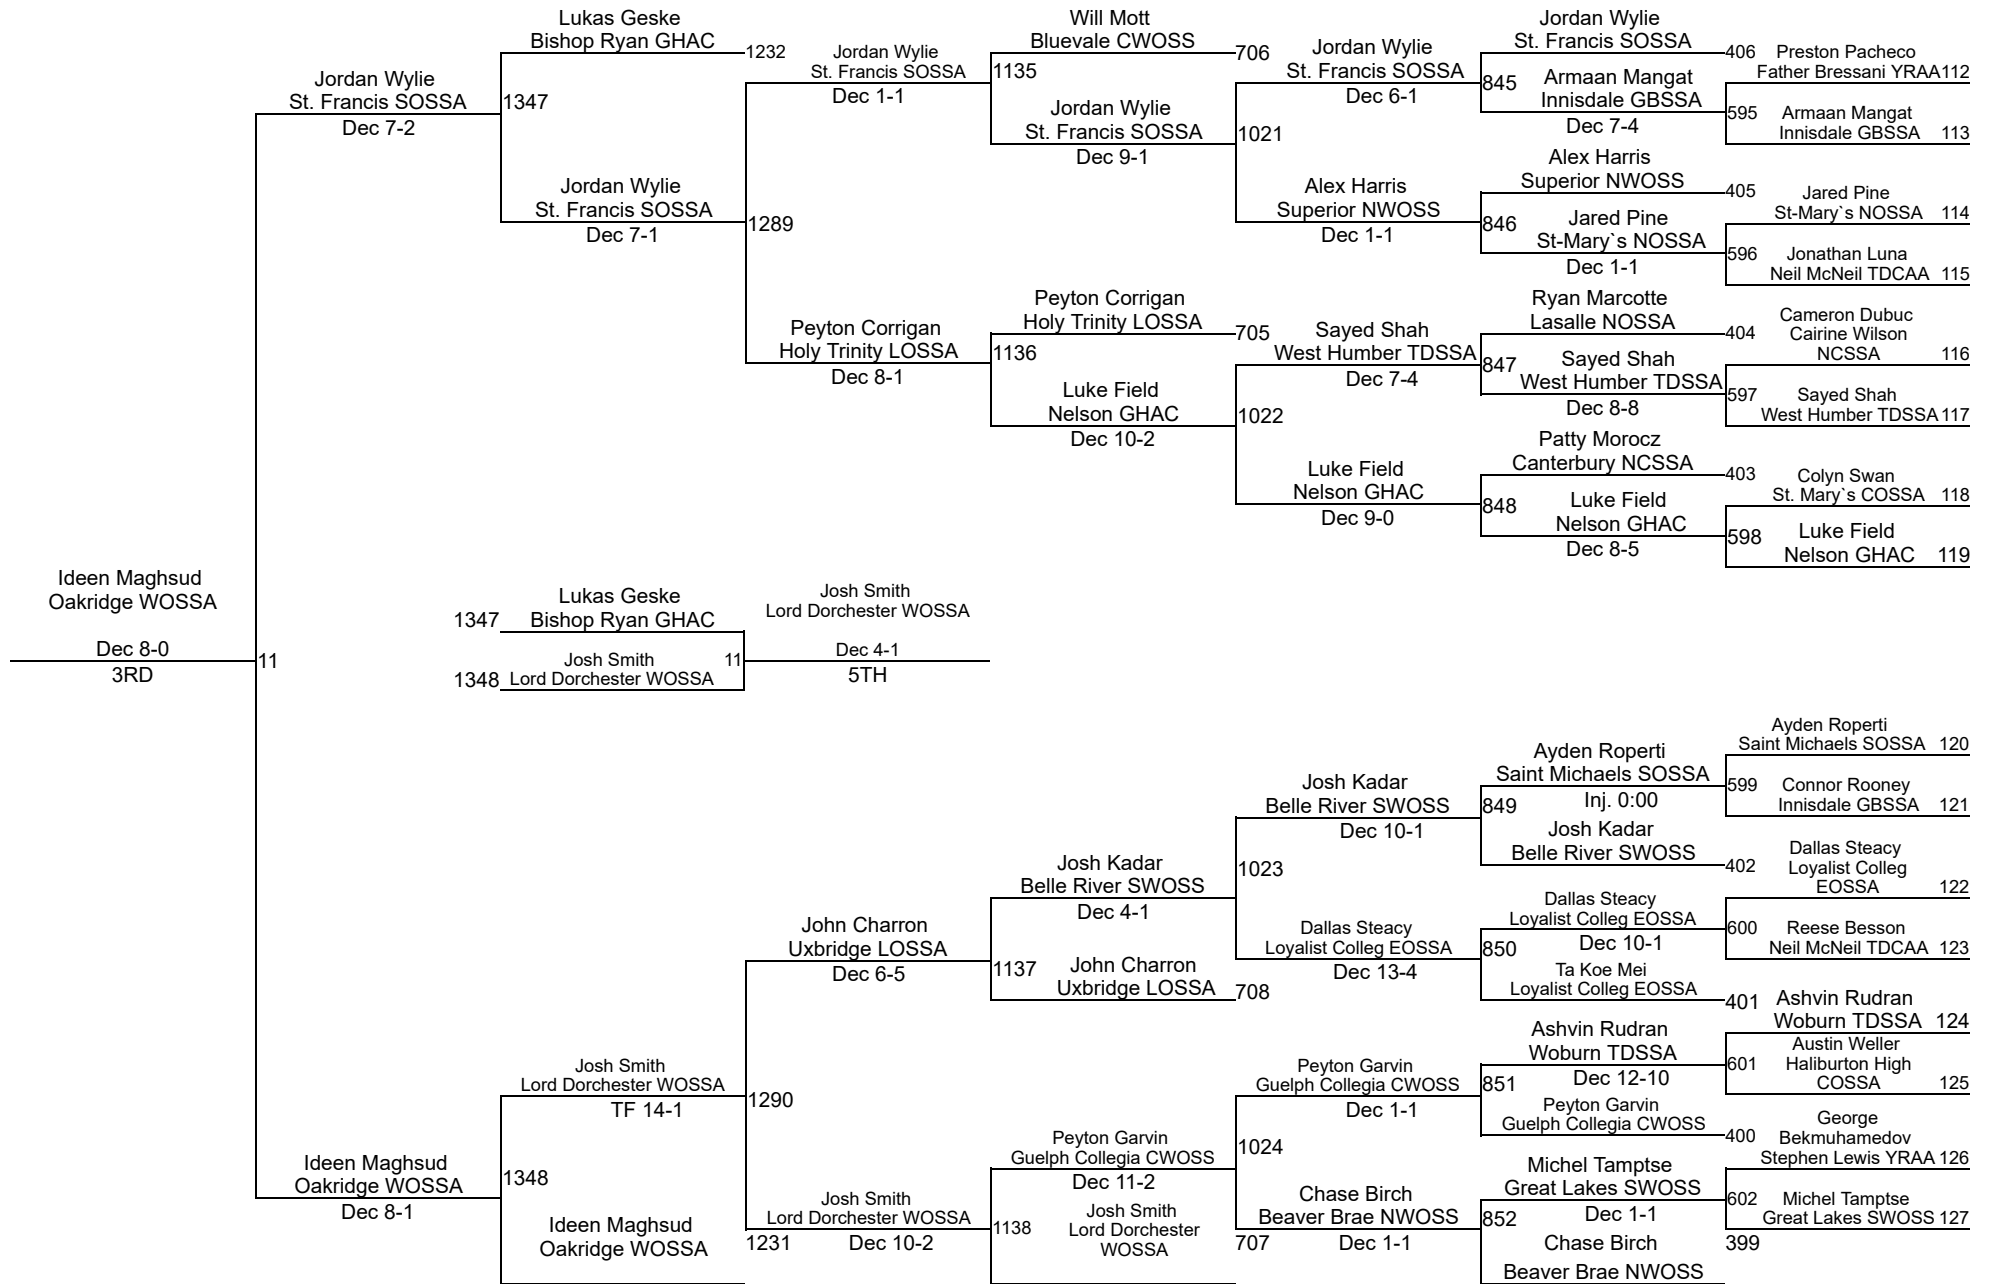 Lukas Geske
Bishop Ryan GHAC
1232
Will Mott
Bluevale CWOSS
706
Jordan Wylie
St. Francis SOSSA
406
Preston Pacheco
Father Bressani YRAA 112
Jordan Wylie
St. Francis SOSSA
Dec 7-2
1347
Jordan Wylie
St. Francis SOSSA
Dec 1-1
1135
Jordan Wylie
St. Francis SOSSA
Dec 9-1
Jordan Wylie
St. Francis SOSSA
Dec 6-1
845
Armaan Mangat
Innisdale GBSSA
Dec 7-4
595
Armaan Mangat
Innisdale GBSSA 113
1021
Alex Harris
Superior NWOSS
405
Jared Pine
St-Mary`s NOSSA 114
Jordan Wylie
St. Francis SOSSA
Dec 7-1
1289
Alex Harris
Superior NWOSS
Dec 1-1
846
Jared Pine
St-Mary`s NOSSA
Dec 1-1
596
Jonathan Luna
Neil McNeil TDCAA 115
Peyton Corrigan
Holy Trinity LOSSA
Dec 8-1
Peyton Corrigan
Holy Trinity LOSSA
705
1136
Sayed Shah
West Humber TDSSA
Dec 7-4
Ryan Marcotte
Lasalle NOSSA
404
Cameron Dubuc
Cairine Wilson
NCSSA 116
847
Sayed Shah
West Humber TDSSA
Dec 8-8
597
Sayed Shah
West Humber TDSSA 117
Luke Field
Nelson GHAC
Dec 10-2
1022
Patty Morocz
Canterbury NCSSA
403
Colyn Swan
St. Mary`s COSSA 118
Luke Field
Nelson GHAC
Dec 9-0
848
Luke Field
Nelson GHAC
Dec 8-5
598
Luke Field
Nelson GHAC 119
Ideen Maghsud
Oakridge WOSSA
Dec 8-0
3RD
11
1347
Lukas Geske
Bishop Ryan GHAC
1348
Josh Smith
Lord Dorchester WOSSA
11
Josh Smith
Lord Dorchester WOSSA
Dec 4-1
5TH
Ayden Roperti
Saint Michaels SOSSA 120
Ayden Roperti
Saint Michaels SOSSA
Inj. 0:00
599
Connor Rooney
Innisdale GBSSA 121
Josh Kadar
Belle River SWOSS
Dec 10-1
849
Josh Kadar
Belle River SWOSS
402
Dallas Steacy
Loyalist Colleg
EOSSA 122
Josh Kadar
Belle River SWOSS
Dec 4-1
1023
Dallas Steacy
Loyalist Colleg EOSSA
Dec 10-1
600
Reese Besson
Neil McNeil TDCAA 123
John Charron
Uxbridge LOSSA
Dec 6-5
1137
John Charron
Uxbridge LOSSA
708
Dallas Steacy
Loyalist Colleg EOSSA
Dec 13-4
850
Ta Koe Mei
Loyalist Colleg EOSSA
401
Ashvin Rudran
Woburn TDSSA 124
Ashvin Rudran
Woburn TDSSA
Dec 12-10
601
Austin Weller
Haliburton High
COSSA 125
Josh Smith
Lord Dorchester WOSSA
TF 14-1
1290
Peyton Garvin
Guelph Collegia CWOSS
Dec 1-1
851
Peyton Garvin
Guelph Collegia CWOSS
400
George
Bekmuhamedov
Stephen Lewis YRAA 126
Peyton Garvin
Guelph Collegia CWOSS
Dec 11-2
1024
Michel Tamptse
Great Lakes SWOSS
Dec 1-1
602
Michel Tamptse
Great Lakes SWOSS 127
Ideen Maghsud
Oakridge WOSSA
Dec 8-1
1348
Ideen Maghsud
Oakridge WOSSA
1231
Josh Smith
Lord Dorchester WOSSA
Dec 10-2
1138
Josh Smith
Lord Dorchester
WOSSA
707
Chase Birch
Beaver Brae NWOSS
Dec 1-1
852
Chase Birch
Beaver Brae NWOSS
399